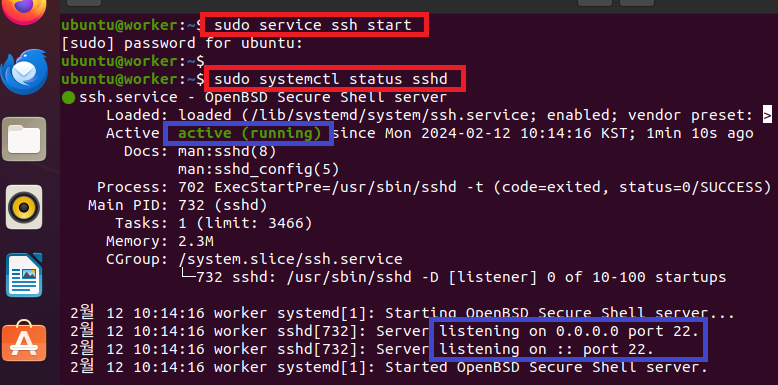 ubuntu@worker:~$ sudo service ssh start
[sudo] password for ubuntu:
ubuntu@worker:~$
ubuntu@worker:~$ sudo systemctl status sshd
● ssh.service - OpenBSD Secure Shell server
Loaded: loaded (/lib/systemd/system/ssh.service; enabled; vendor preset: >
Active active (running) since Mon 2024-02-12 10:14:16 KST; 1min 10s ago
Docs: man:sshd(8)
man:sshd_config(5)
Process: 702 ExecStartPre=/usr/sbin/sshd -t (code=exited, status=0/SUCCESS)
Main PID: 732 (sshd)
Tasks: 1 (limit: 3466)
Memory: 2.3M
CGroup: /system.slice/ssh.service
└─732 sshd: /usr/sbin/sshd -D [listener] 0 of 10-100 startups
2월 12 10:14:16 worker systemd[1]: Starting OpenBSD Secure Shell server...
2월 12 10:14:16 worker sshd[732]: Server listening on 0.0.0.0 port 22.
2월 12 10:14:16 worker sshd[732]: Server listening on :: port 22.
2월 12 10:14:16 worker systemd[1]: Started OpenBSD Secure Shell server.